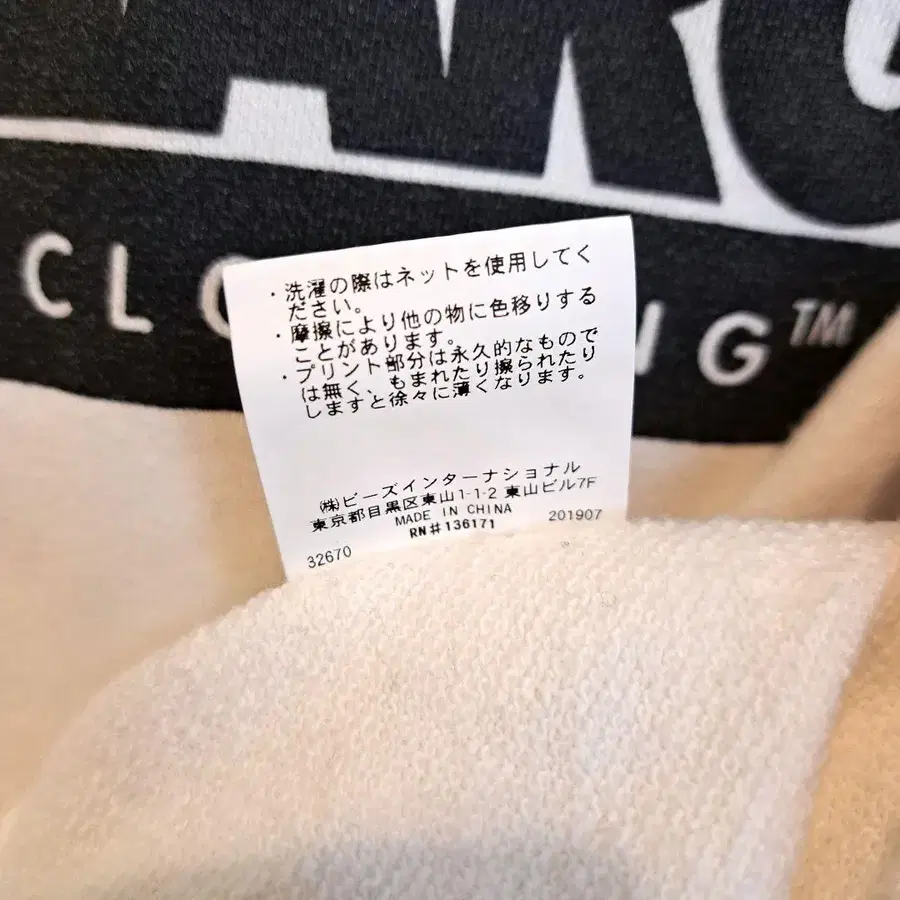 CLO
NG™
・洗濯の際はネットを使用してく
ださい。
・摩擦により他の物に色移りする
ことがあります。
・プリント部分は永久的なもので
は無く、もまれたり擦られたり
しますと徐々に薄くなります。
㈱ビーズインターナショナル
東京都目黒区東山1-1-2 東山ビル7F
MADE IN CHINA
32670 RN#136171 201907